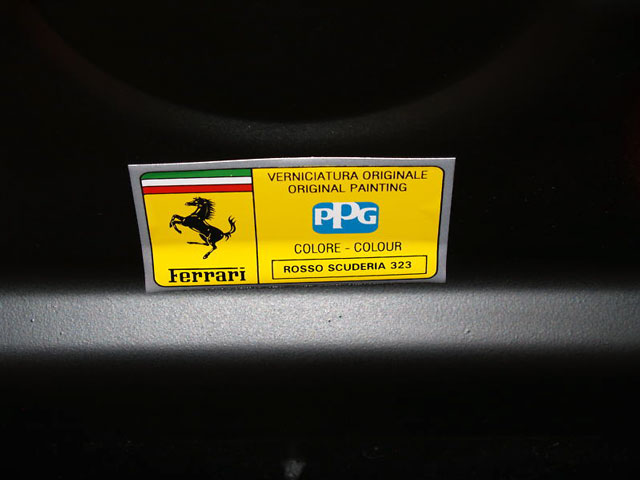 VERNICIATURA ORIGINALE
ORIGINAL PAINTING
PPG
COLORE - COLOUR
ROSSO SCUDERIA 323
Ferrari